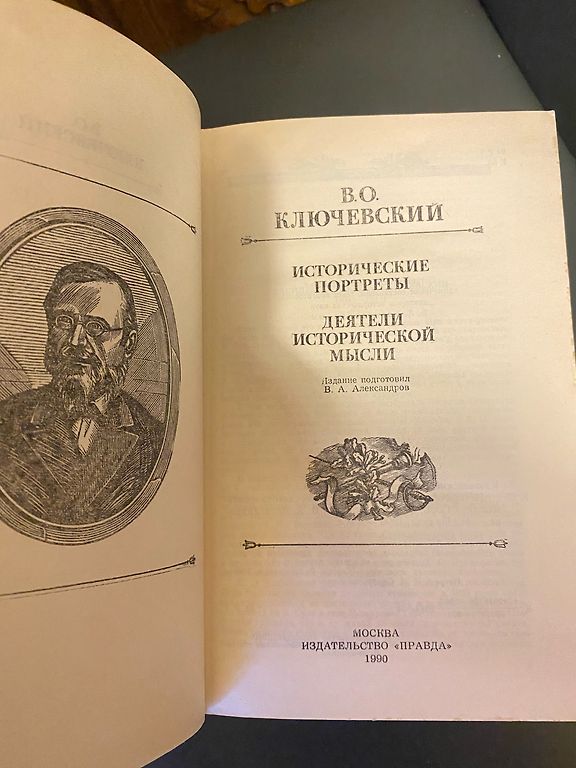 В.О.
КЛЮЧЕВСКИЙ
ИСТОРИЧЕСКИЕ
ПОРТРЕТЫ
ДЕЯТЕЛИ
ИСТОРИЧЕСКОЙ
МЫСЛИ
Издание подготовил
В. А. Александров
МОСКВА
ИЗДАТЕЛЬСТВО «ПРАВДА»
1990